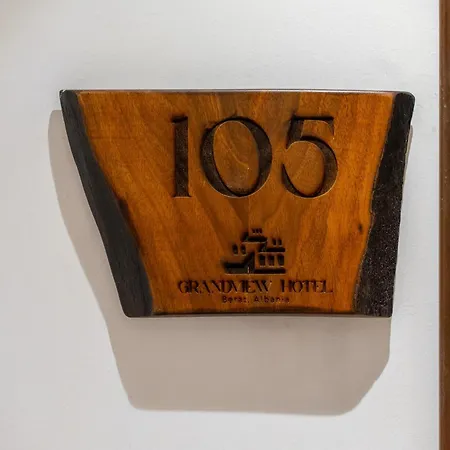 105
GRANDVIEW HOTEL
Berat, Albania